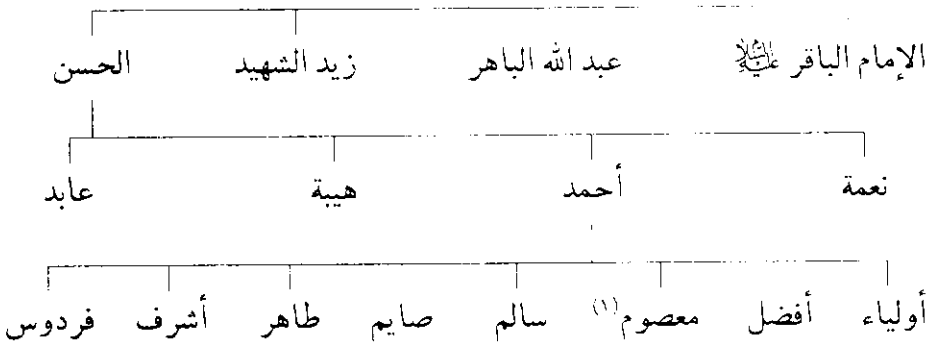 الإمام الباقر عليه السلام عبد الله الباهر زيد الشهيد الحسن
نعمة أحمد هيبة عابد
أولياء أفضل معصوم(١) سالم صايم طاهر أشرف فردوس